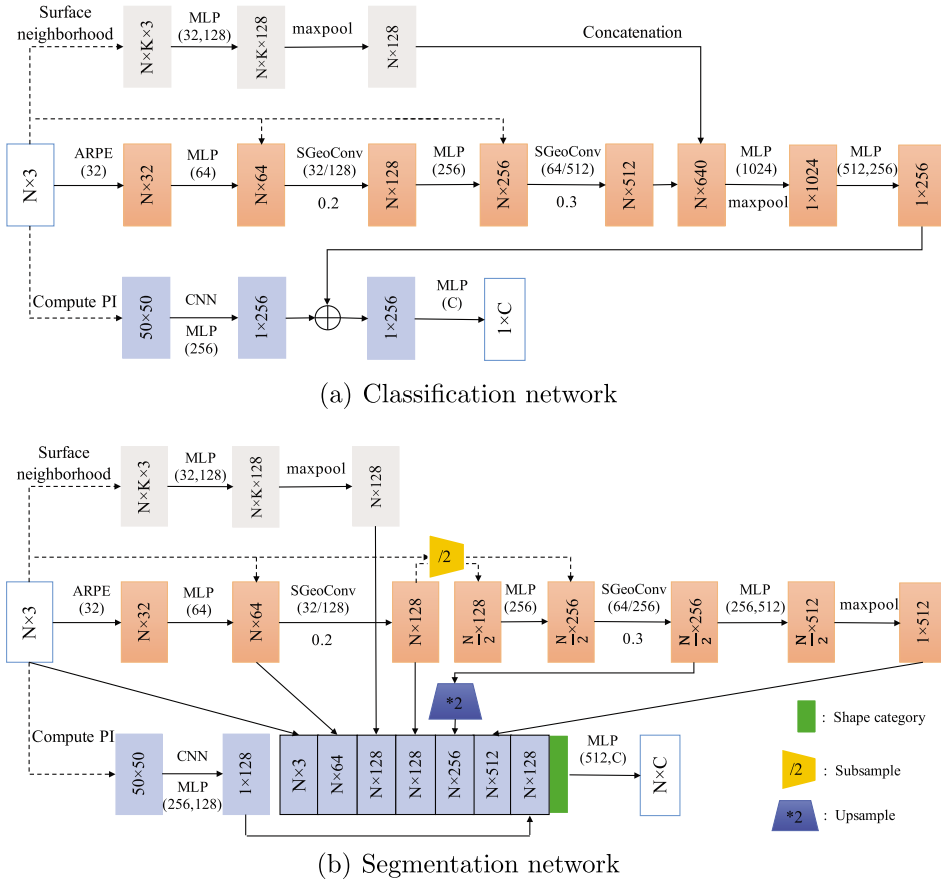 Surface
neighborhood
N×K×3
MLP
(32,128)
N×K×128
maxpool
N×128
Concatenation
N×3
ARPE
(32)
N×32
MLP
(64)
N×64
SGeoConv
(32/128)
0.2
N×128
MLP
(256)
N×256
SGeoConv
(64/512)
0.3
N×512
N×640
MLP
(1024)
maxpool
1×1024
MLP
(512,256)
1×256
Compute PI
50×50
CNN
MLP
(256)
1×256
1×256
MLP
(C)
1×C
(a) Classification network
Surface
neighborhood
N×K×3
MLP
(32,128)
N×K×128
maxpool
N×128
/2
N×3
ARPE
(32)
N×32
MLP
(64)
N×64
SGeoConv
(32/128)
0.2
N×128
N/2×128
MLP
(256)
N/2×256
SGeoConv
(64/256)
0.3
N/2×256
MLP
(256,512)
N/2×512
maxpool
1×512
*2
Compute PI
50×50
CNN
MLP
(256,128)
1×128
N×3
N×64
N×128
N×128
N×256
N×512
N×128
MLP
(512,C)
N×C
: Shape category
/2 : Subsample
*2 : Upsample
(b) Segmentation network